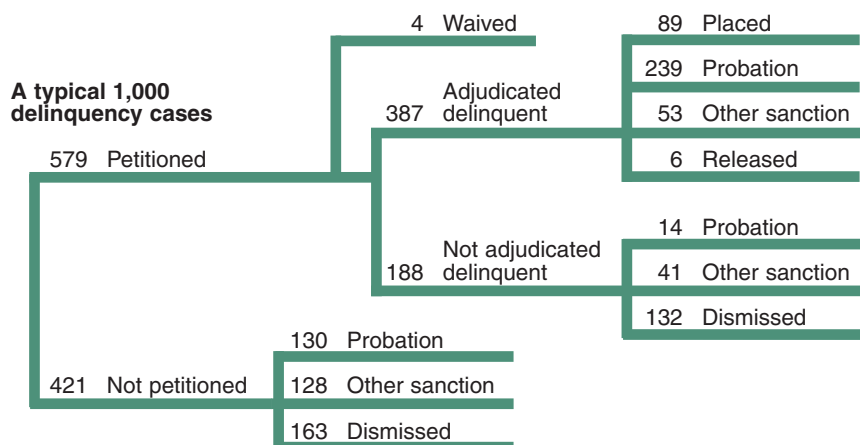 4 Waived
89 Placed
239 Probation
A typical 1,000
delinquency cases
387 Adjudicated
delinquent
53 Other sanction
579 Petitioned
6 Released
14 Probation
188 Not adjudicated
delinquent
41 Other sanction
132 Dismissed
130 Probation
421 Not petitioned
128 Other sanction
163 Dismissed